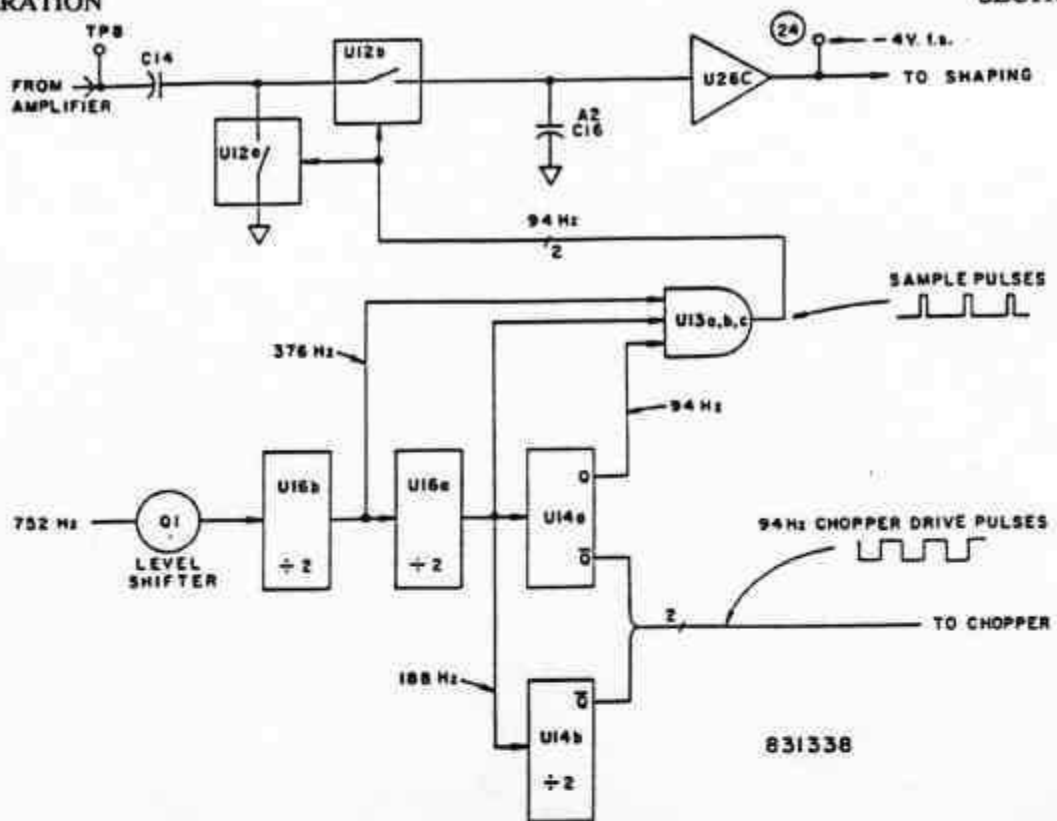 ERATION
TP8
C14
U12b
24
-4V. f.s.
FROM
AMPLIFIER
U26C
TO SHAPING
A2
C16
U12a
94 Hz
2
SAMPLE PULSES
U13a,b,c
376 Hz
94 Hz
U16b
U16a
Q
U14a
752 Hz
Q1
94 Hz CHOPPER DRIVE PULSES
LEVEL
SHIFTER
÷2
÷2
Q̅
2
TO CHOPPER
188 Hz
Q̅
U14b
831338
÷2